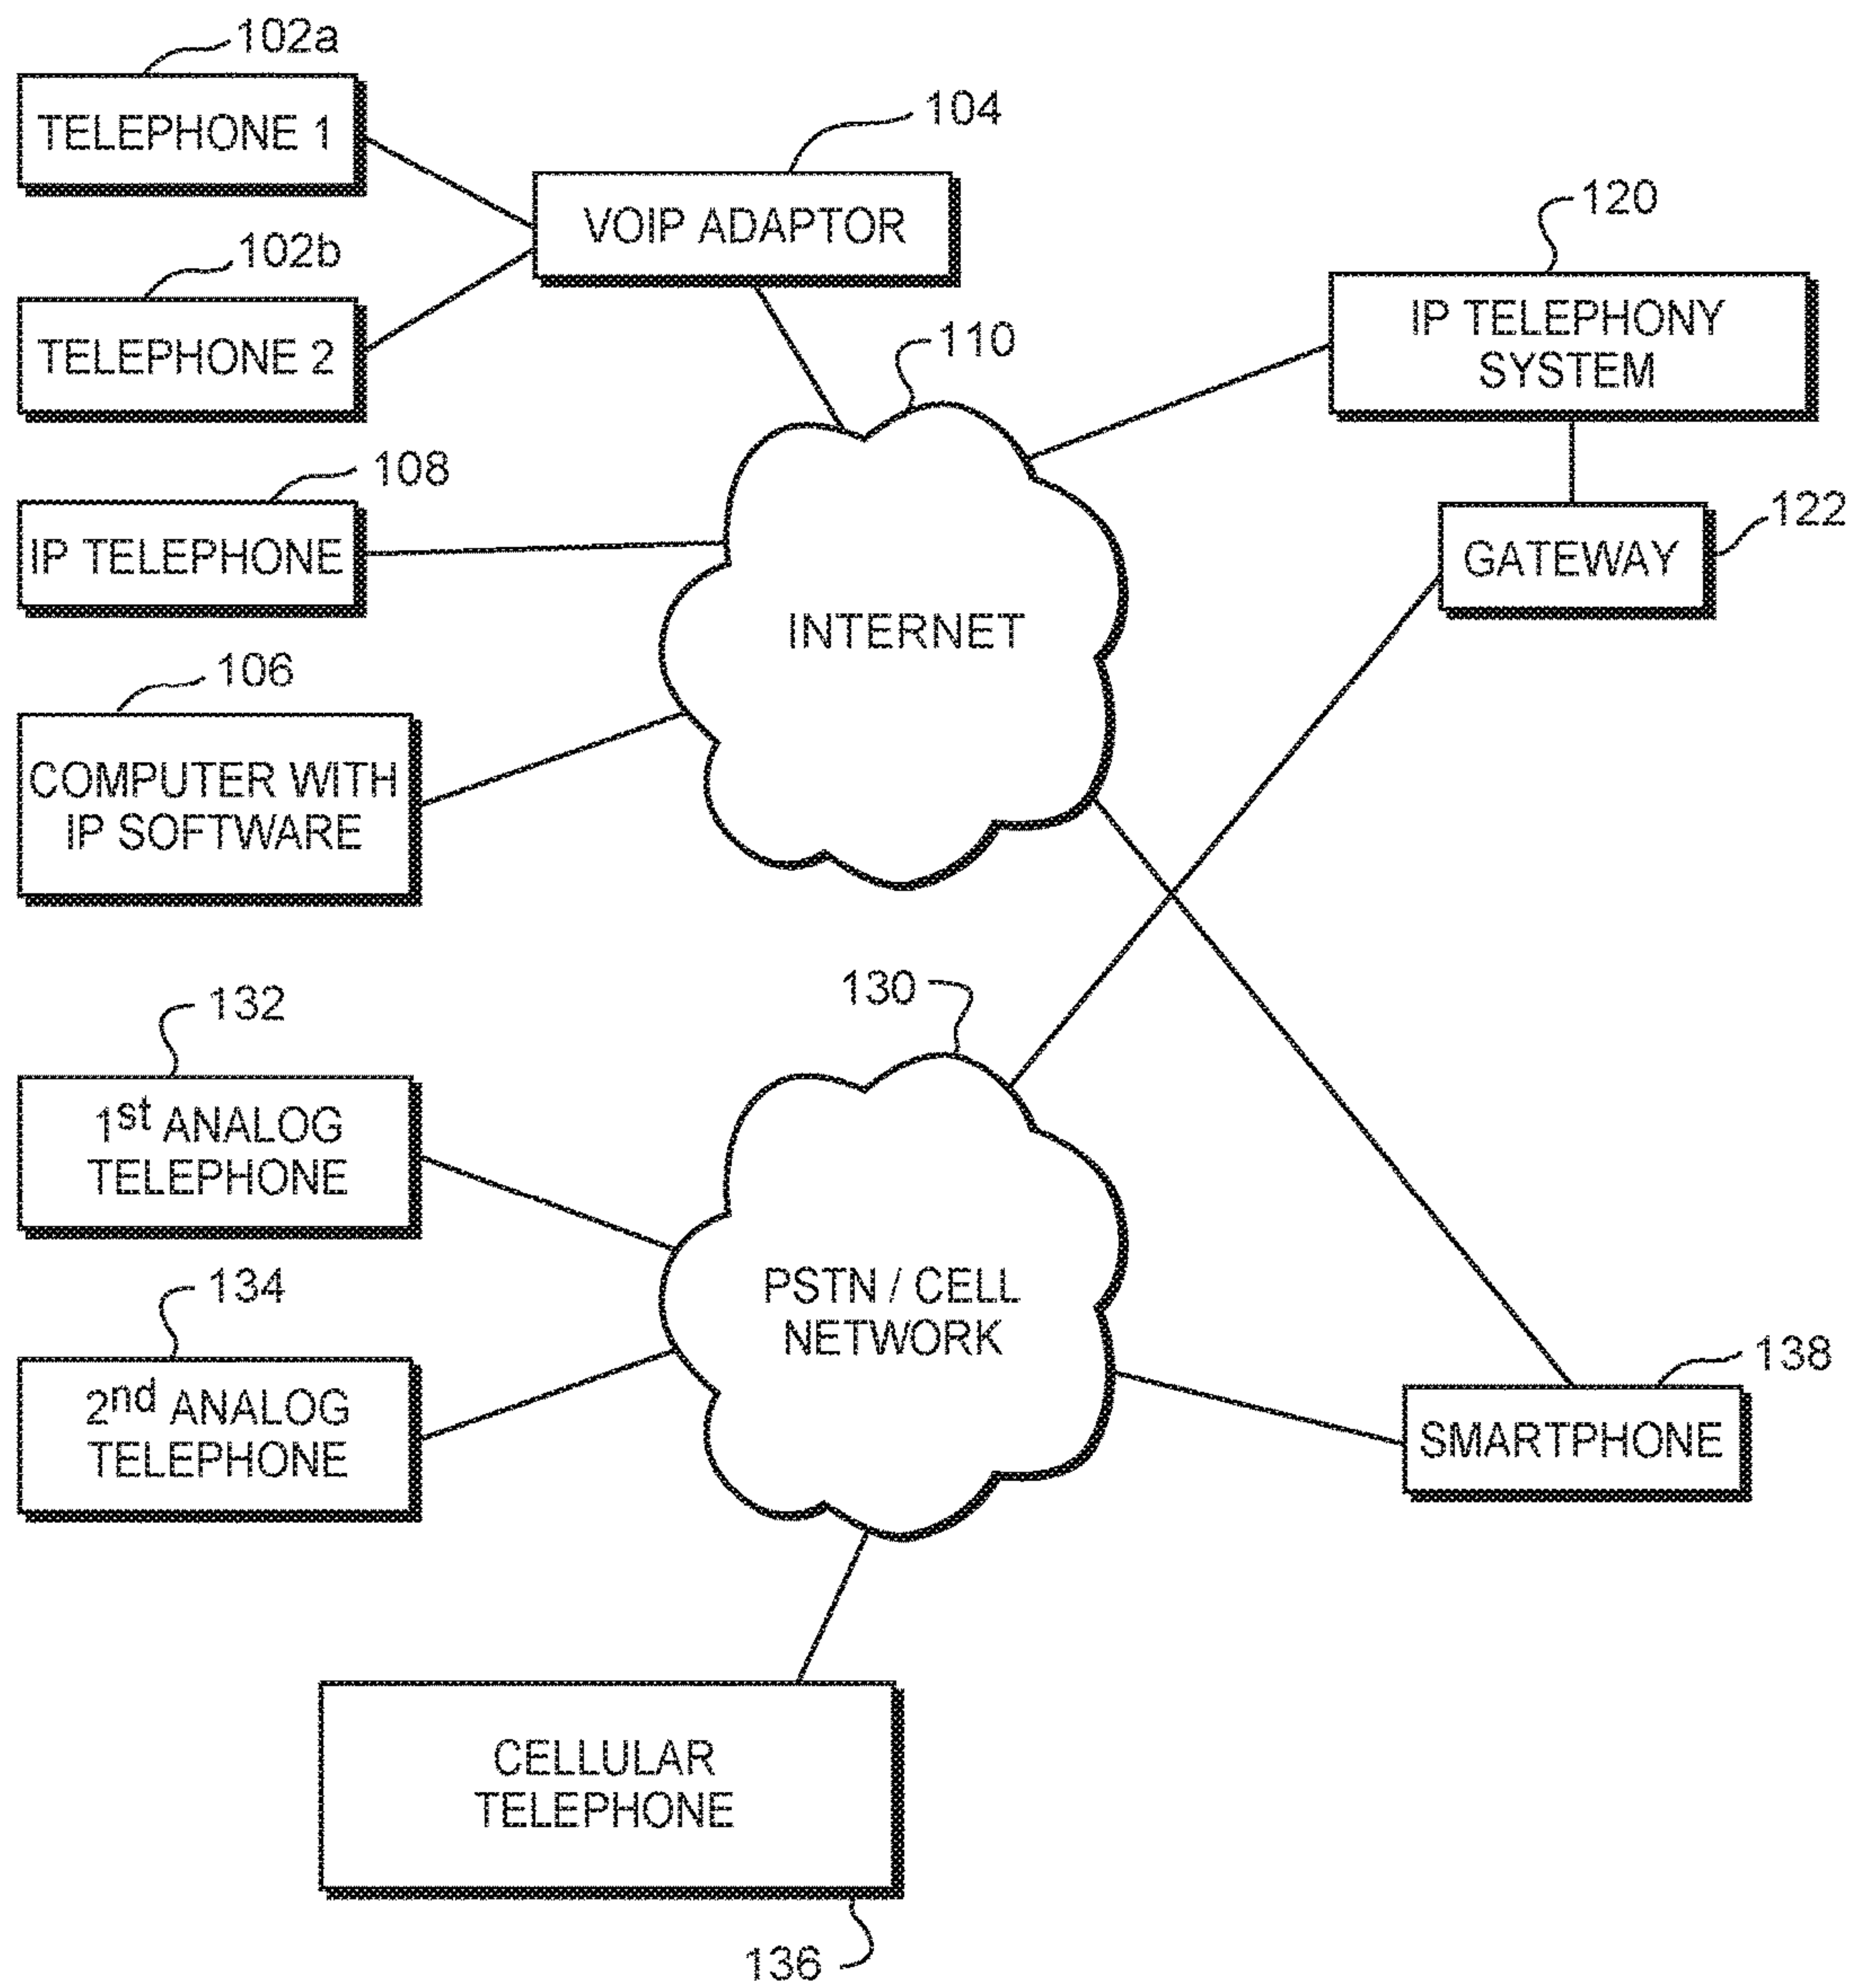 102a
TELEPHONE 1
104
VOIP ADAPTOR
120
IP TELEPHONY
SYSTEM
102b
TELEPHONE 2
110
108
IP TELEPHONE
122
GATEWAY
INTERNET
106
COMPUTER WITH
IP SOFTWARE
130
132
1st ANALOG
TELEPHONE
134
2nd ANALOG
TELEPHONE
PSTN / CELL
NETWORK
138
SMARTPHONE
CELLULAR
TELEPHONE
136